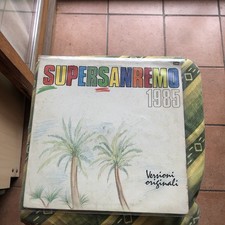 SUPERSANREMO
1985
Versioni
originali